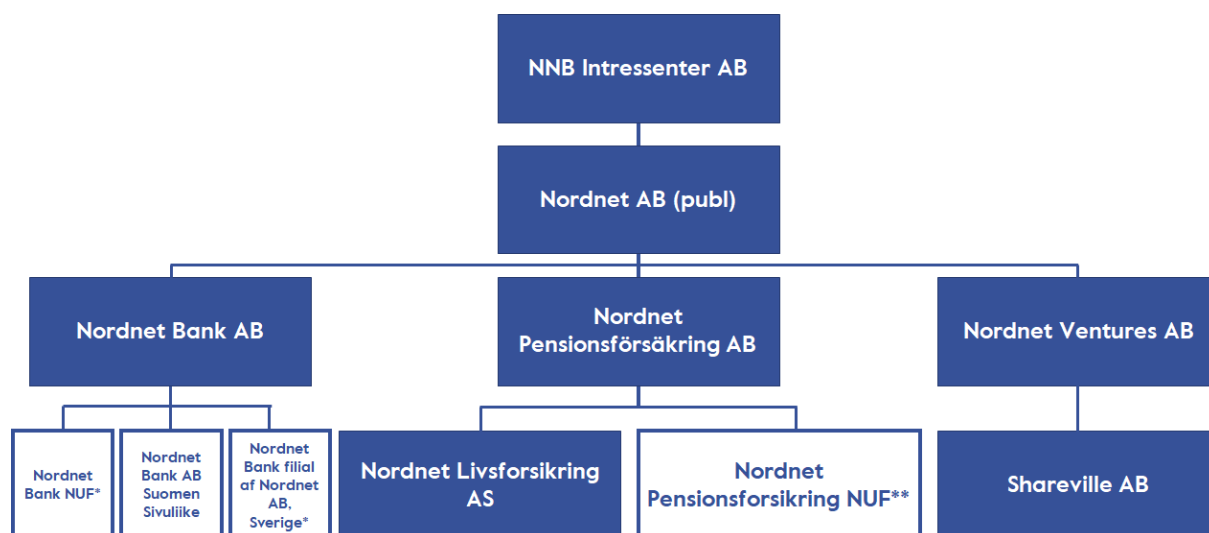 NNB Intressenter AB
Nordnet AB (publ)
Nordnet Bank AB
Nordnet
Pensionsförsäkring AB
Nordnet Ventures AB
Nordnet
Bank NUF*
Nordnet
Bank AB
Suomen
Sivuliike
Nordnet
Bank filial
af Nordnet
AB,
Sverige*
Nordnet Livsforsikring
AS
Nordnet
Pensionsforsikring NUF**
Shareville AB